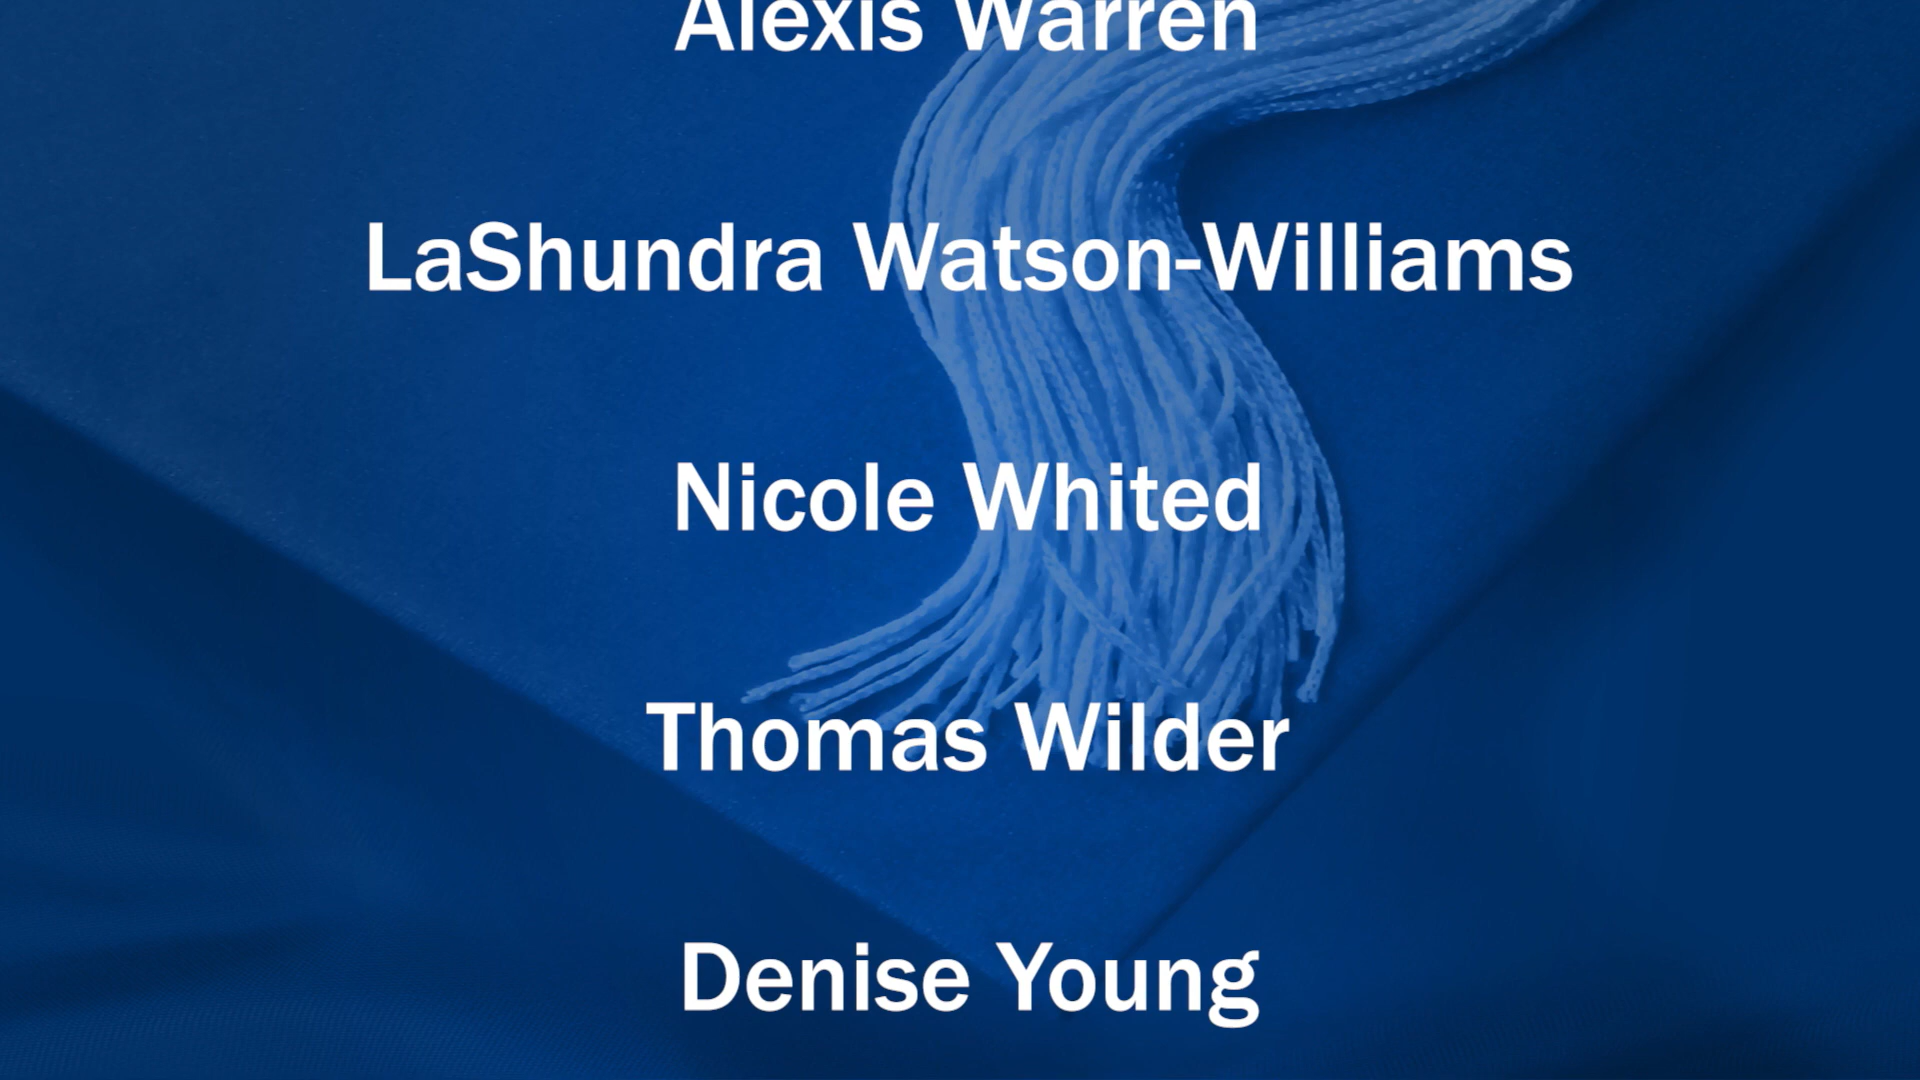 Alexis Warren
LaShundra Watson-Williams
Nicole Whited
Thomas Wilder
Denise Young